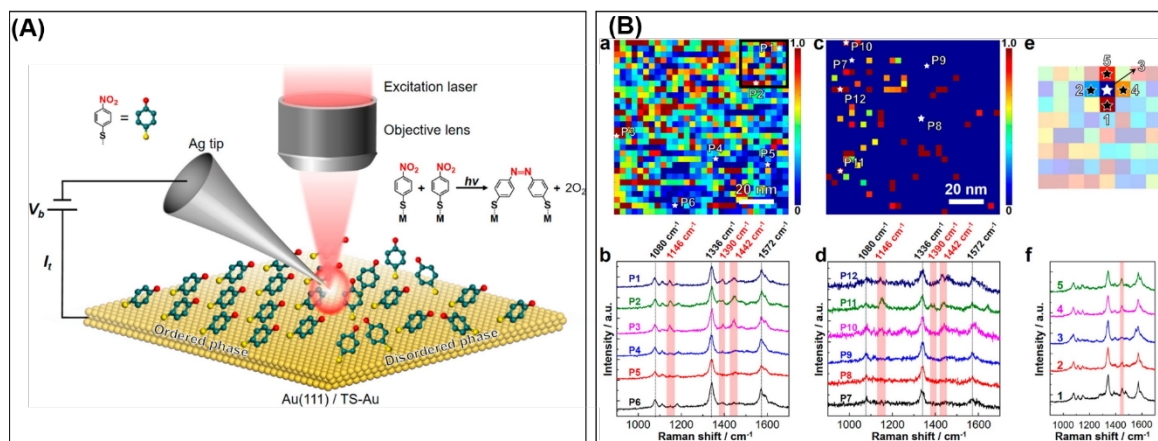 (A)
NO₂
S
=
Ag tip
Excitation laser
Objective lens
NO₂ NO₂ N=N
+ hv + 2O₂
S S S S
M M M M
V_b
I_t
Ordered phase
Disordered phase
Au(111) / TS-Au
(B)
a
1.0
P1
P2
P3
P4
P5
P6
20 nm
0
c
1.0
P10
P7
P9
P12
P8
P11
20 nm
0
e
5
3
2
4
1
b
1080 cm⁻¹
1146 cm⁻¹
1336 cm⁻¹
1390 cm⁻¹
1442 cm⁻¹
1572 cm⁻¹
P1
P2
P3
P4
P5
P6
Intensity / a.u.
1000 1200 1400 1600
Raman shift / cm⁻¹
d
1080 cm⁻¹
1146 cm⁻¹
1336 cm⁻¹
1390 cm⁻¹
1442 cm⁻¹
1572 cm⁻¹
P12
P11
P10
P9
P8
P7
Intensity / a.u.
1000 1200 1400 1600
Raman shift / cm⁻¹
f
5
4
3
2
1
Intensity / a.u.
1000 1200 1400 1600
Raman shift / cm⁻¹